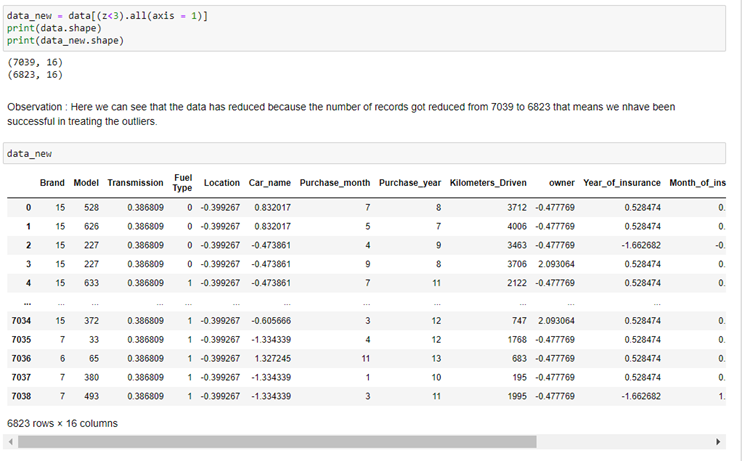 data_new = data[(z<3).all(axis = 1)]
print(data.shape)
print(data_new.shape)
(7039, 16)
(6823, 16)
Observation : Here we can see that the data has reduced because the number of records got reduced from 7039 to 6823 that means we nhave been
successful in treating the outliers.
data_new
Brand Model Transmission Fuel Type Location Car_name Purchase_month Purchase_year Kilometers_Driven owner Year_of_insurance Month_of_ins
0 15 528 0.386809 0 -0.399267 0.832017 7 8 3712 -0.477769 0.528474 0.
1 15 626 0.386809 0 -0.399267 0.832017 5 7 4006 -0.477769 0.528474 0.
2 15 227 0.386809 0 -0.399267 -0.473861 4 9 3463 -0.477769 -1.662682 -0.
3 15 227 0.386809 0 -0.399267 -0.473861 9 8 3706 2.093064 0.528474 0.
4 15 633 0.386809 1 -0.399267 -0.473861 7 11 2122 -0.477769 0.528474 0.
... ... ... ... ... ... ... ... ... ... ... ...
7034 15 372 0.386809 1 -0.399267 -0.605666 3 12 747 2.093064 0.528474 0.
7035 7 33 0.386809 1 -0.399267 -1.334339 4 12 1768 -0.477769 0.528474 0.
7036 6 65 0.386809 1 -0.399267 1.327245 11 13 683 -0.477769 0.528474 0.
7037 7 380 0.386809 1 -0.399267 -1.334339 1 10 195 -0.477769 0.528474 0.
7038 7 493 0.386809 1 -0.399267 -1.334339 3 11 1995 -0.477769 -1.662682 1.
6823 rows × 16 columns